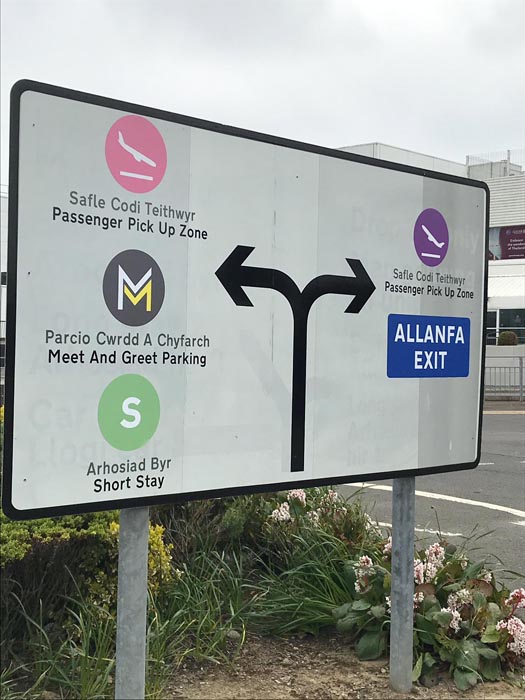 Safle Codi Teithwyr
Passenger Pick Up Zone
M
Parcio Cwrdd A Chyfarch
Meet And Greet Parking
S
Arhosiad Byr
Short Stay
Safle Codi Teithwyr
Passenger Pick Up Zone
ALLANFA
EXIT